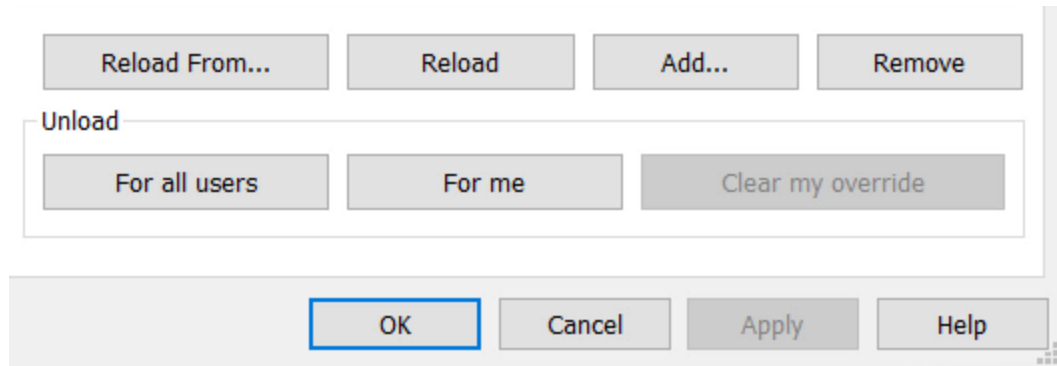 Reload From... Reload Add... Remove
Unload
For all users For me Clear my override
OK Cancel Apply Help